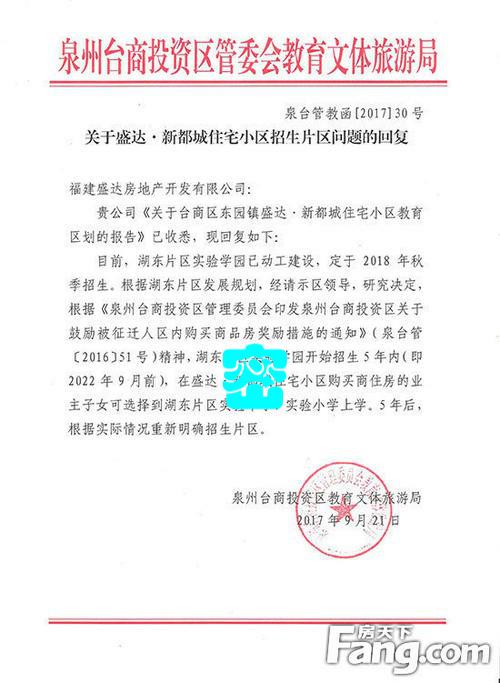 泉州台商投资区管委会教育文体旅游局
泉台管教函[2017]30号
关于盛达·新都城住宅小区招生片区问题的回复
福建盛达房地产开发有限公司：
贵公司《关于台商区东园镇盛达·新都城住宅小区教育
区划的报告》已收悉，现回复如下：
目前，湖东片区实验学园已动工建设，定于2018年秋
季招生。根据湖东片区发展规划，经请示区领导，研究决定，
根据《泉州台商投资区管理委员会印发泉州台商投资区关于
鼓励被征迁人区内购买商品房奖励措施的通知》（泉台管
〔2016〕51号）精神，湖东 学园开始招生5年内（即
2022年9月前），在盛达 住宅小区购买商住房的业
主子女可选择到湖东片区实验 实验小学上学。5年后，
根据实际情况重新明确招生片区。
泉州台商投资区教育文体旅游局
2017年9月21日
房天下
Fang.com